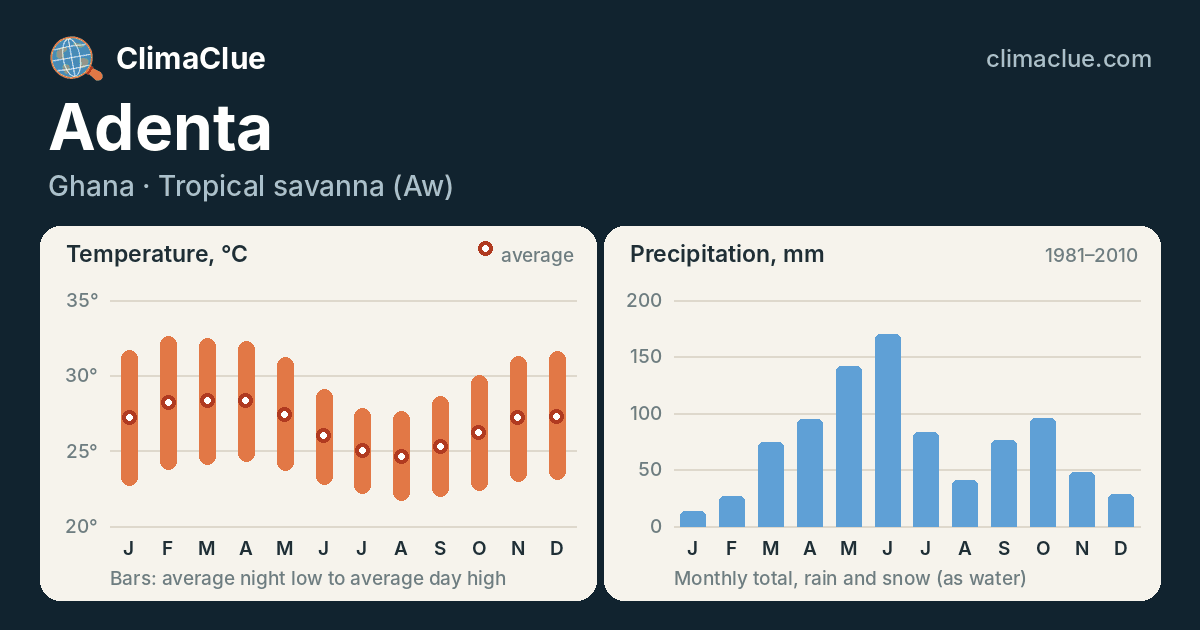 ClimaClue
climaclue.com
Adenta
Ghana · Tropical savanna (Aw)
Temperature, °C
average
35°
30°
25°
20°
J F M A M J J A S O N D
Bars: average night low to average day high
Precipitation, mm
1981–2010
200
150
100
50
0
J F M A M J J A S O N D
Monthly total, rain and snow (as water)